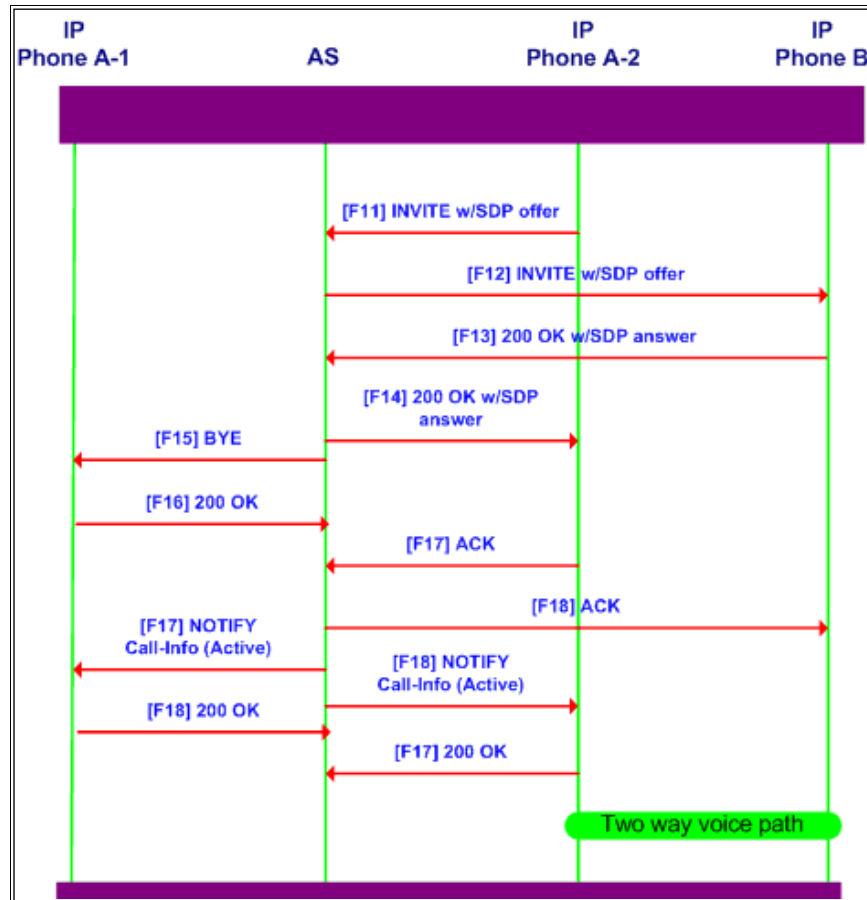 IP
Phone A-1
AS
IP
Phone A-2
IP
Phone B
[F11] INVITE w/SDP offer
[F12] INVITE w/SDP offer
[F13] 200 OK w/SDP answer
[F14] 200 OK w/SDP
answer
[F15] BYE
[F16] 200 OK
[F17] ACK
[F18] ACK
[F17] NOTIFY
Call-Info (Active)
[F18] NOTIFY
Call-Info (Active)
[F18] 200 OK
[F17] 200 OK
Two way voice path